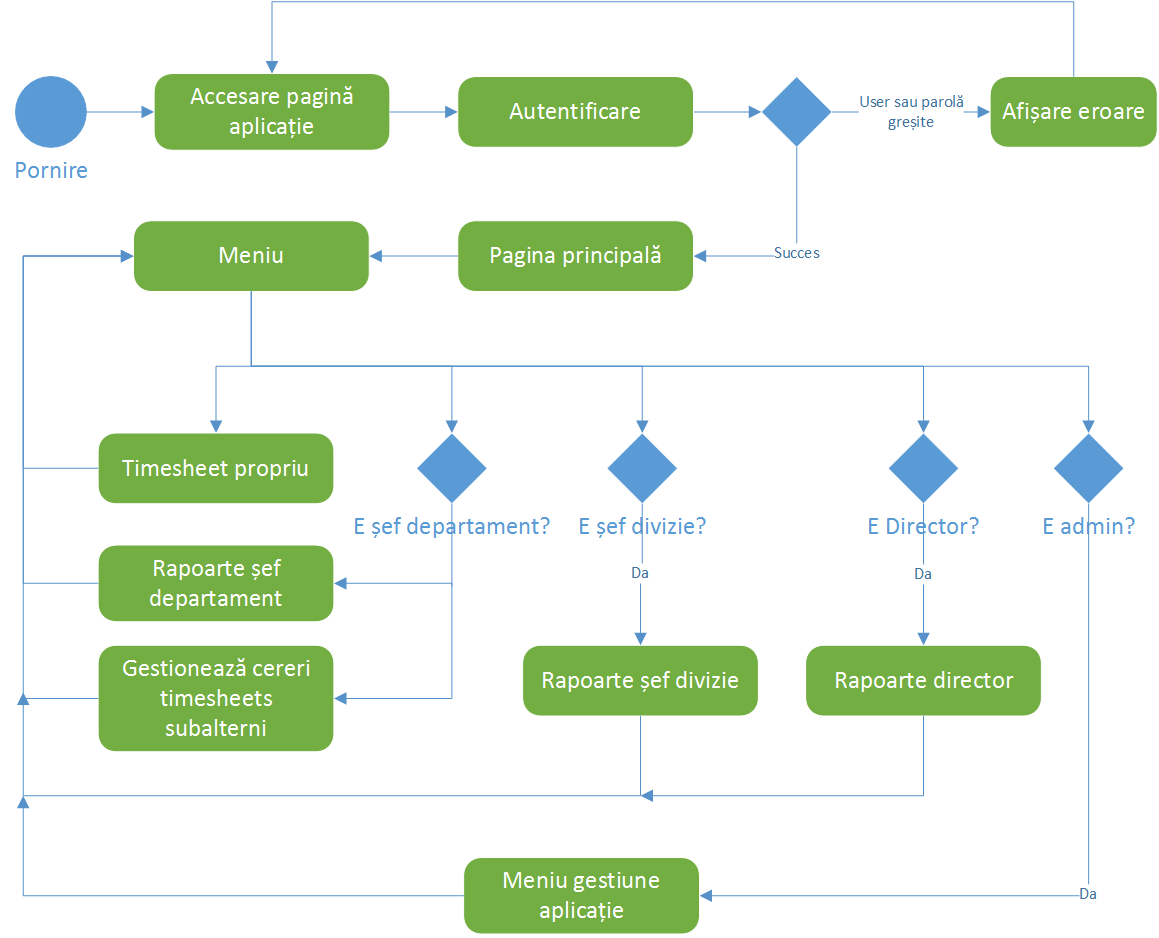 Accesare pagină
aplicație
Autentificare
User sau parolă
greșite
Afișare eroare
Pornire
Meniu
Pagina principală
Succes
Timesheet propriu
E șef departament?
E șef divizie?
E Director?
E admin?
Rapoarte șef
departament
Da
Da
Gestionează cereri
timesheets
subalterni
Rapoarte șef divizie
Rapoarte director
Meniu gestiune
aplicație
Da